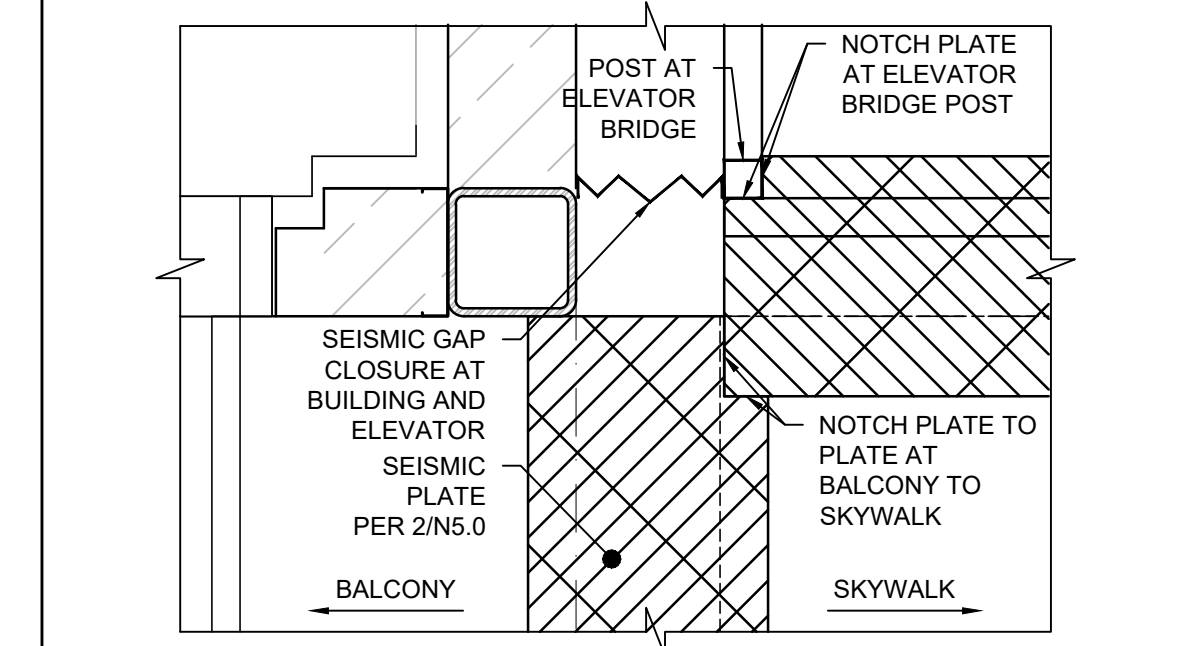 POST AT
ELEVATOR
BRIDGE
NOTCH PLATE
AT ELEVATOR
BRIDGE POST
SEISMIC GAP
CLOSURE AT
BUILDING AND
ELEVATOR
SEISMIC
PLATE
PER 2/N5.0
NOTCH PLATE TO
PLATE AT
BALCONY TO
SKYWALK
BALCONY
SKYWALK